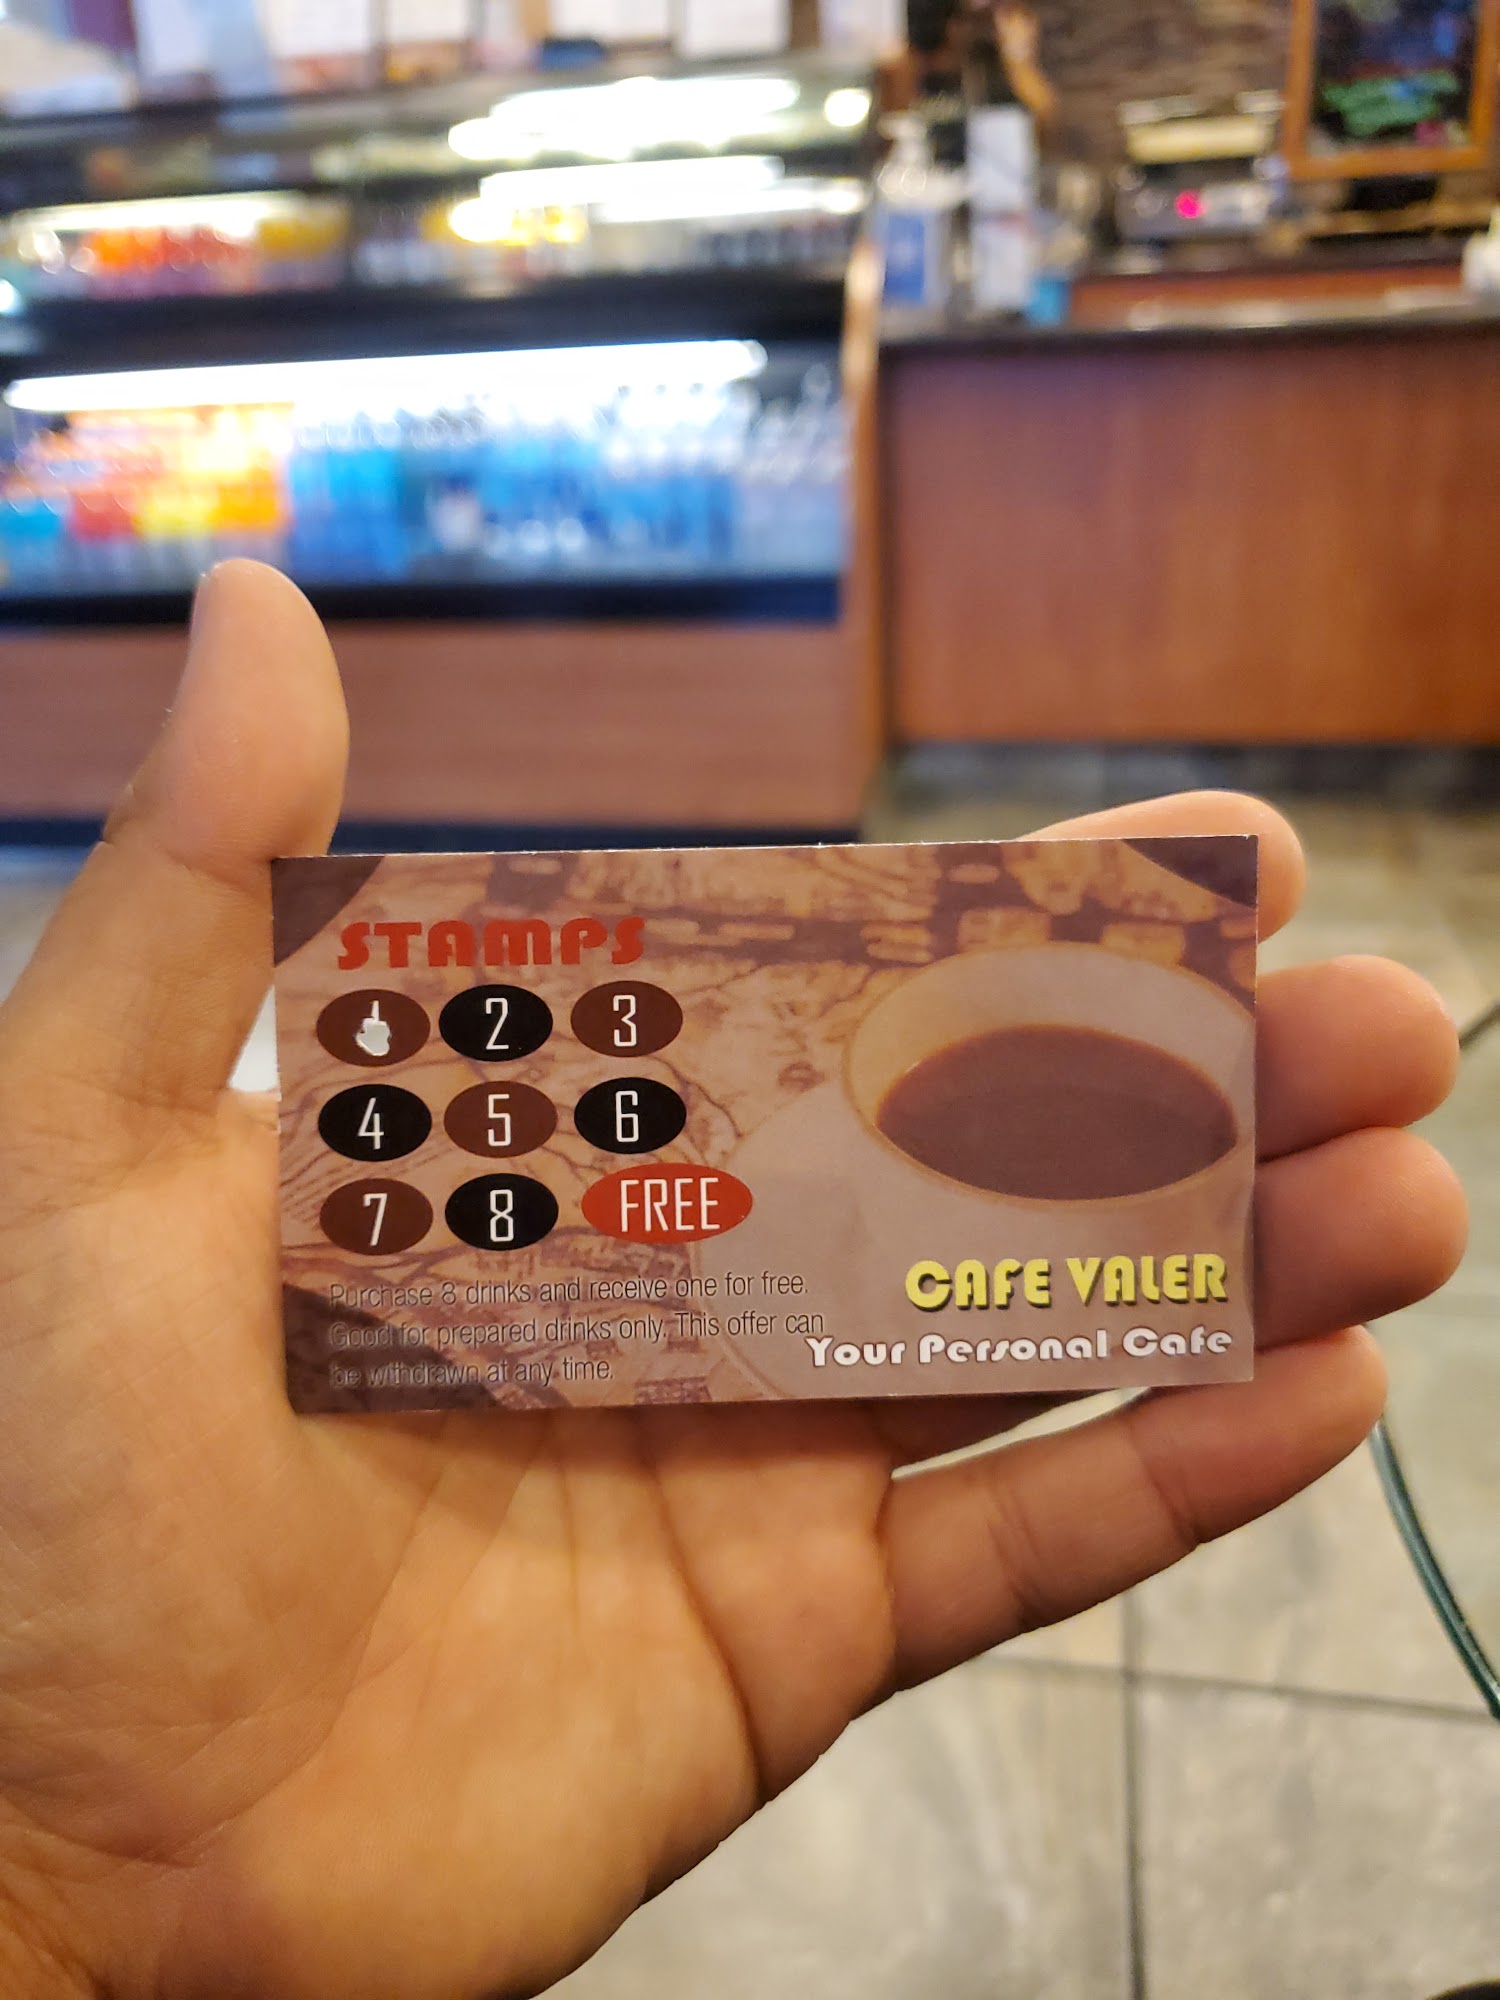 STAMPS
2 3
4 5 6
7 8 FREE
Purchase 8 drinks and receive one for free.
Good for prepared drinks only. This offer can
be withdrawn at any time.
CAFE VALER
Your Personal Cafe